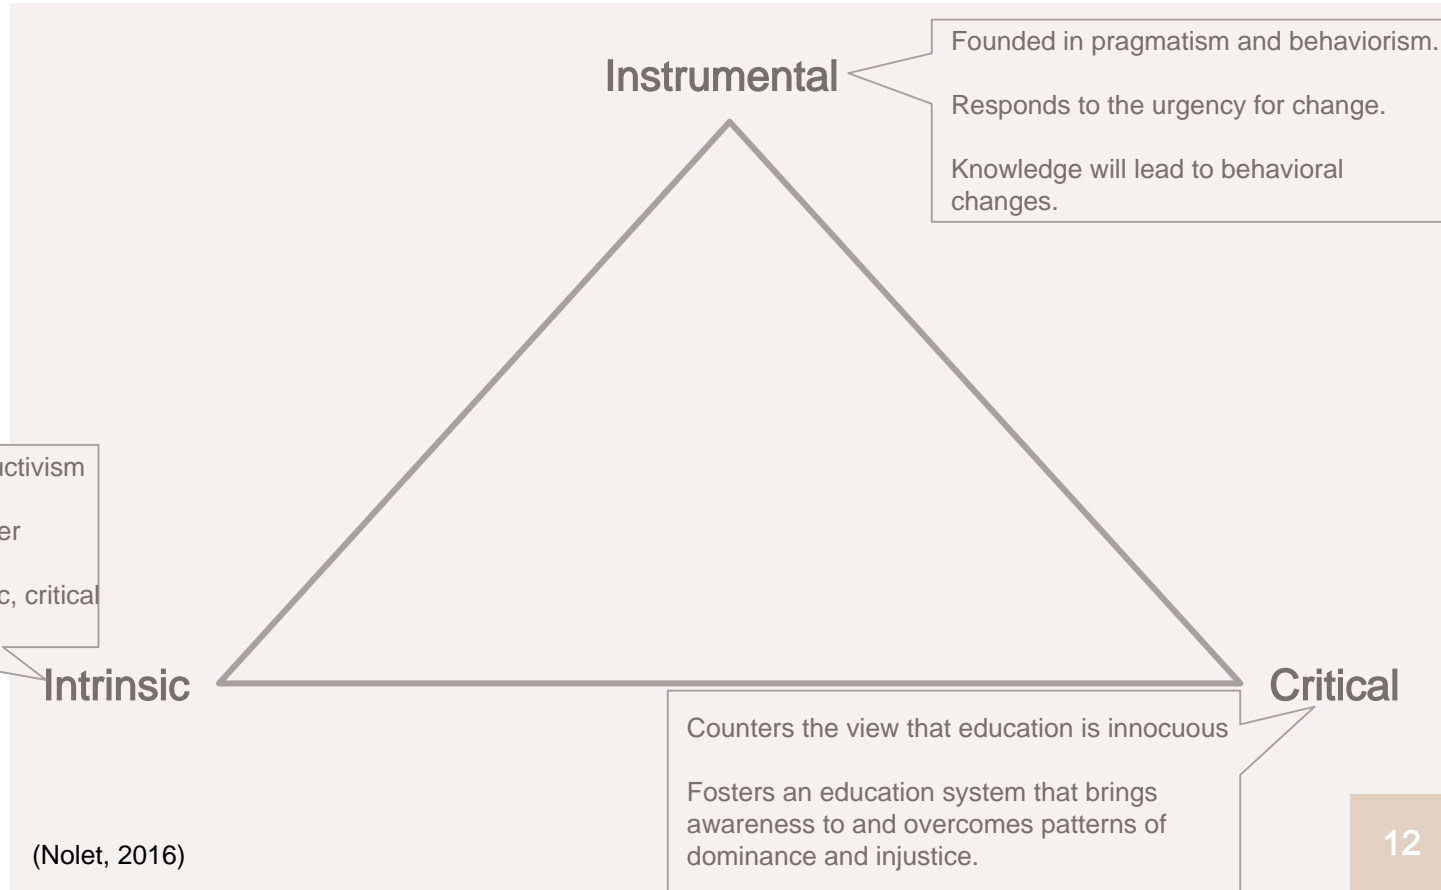 Instrumental
Founded in pragmatism and behaviorism.
Responds to the urgency for change.
Knowledge will lead to behavioral
changes.
critical
Intrinsic
Critical
Counters the view that education is innocuous
Fosters an education system that brings
awareness to and overcomes patterns of
dominance and injustice.
(Nolet, 2016)
12